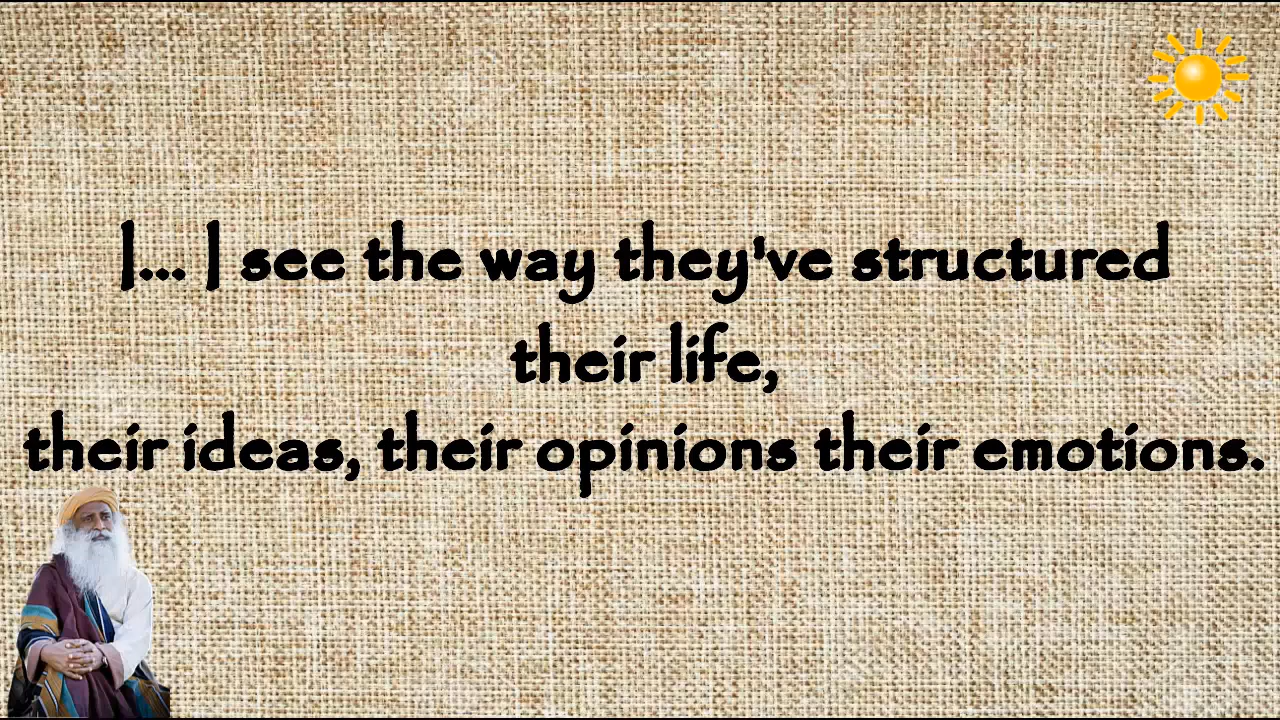 I... I see the way they've structured
their life,
their ideas, their opinions their emotions.